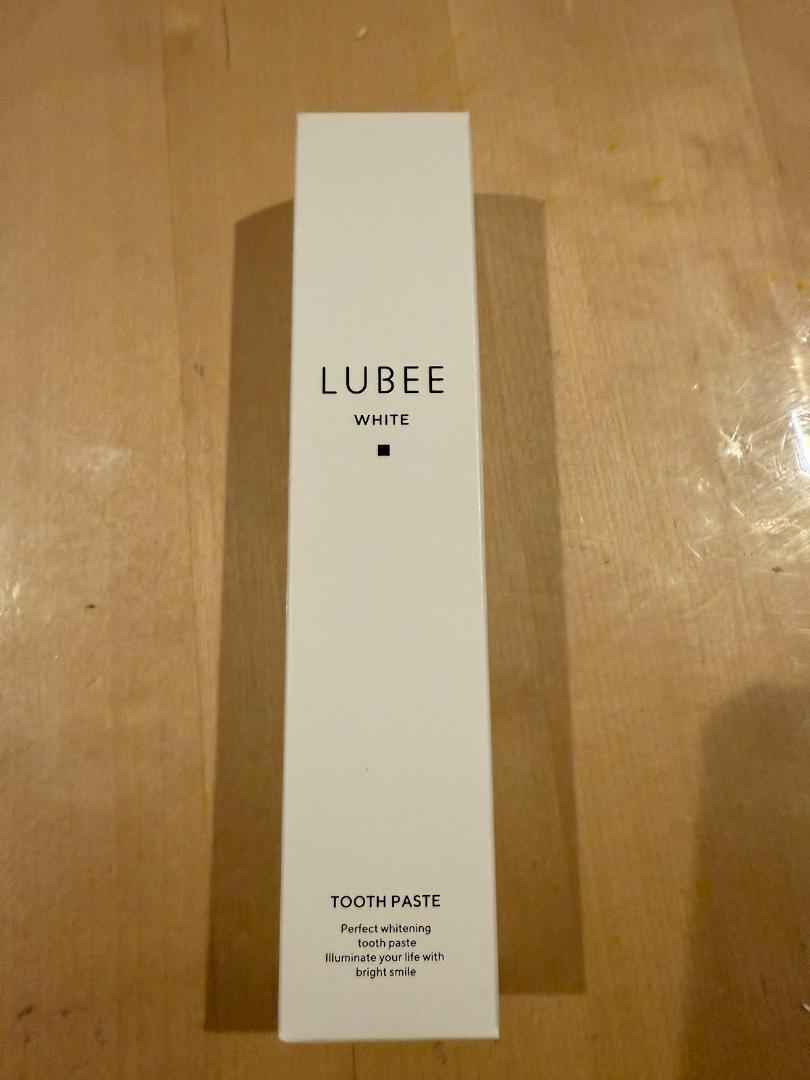 LUBEE
WHITE
TOOTH PASTE
Perfect whitening
tooth paste
Illuminate your life with
bright smile